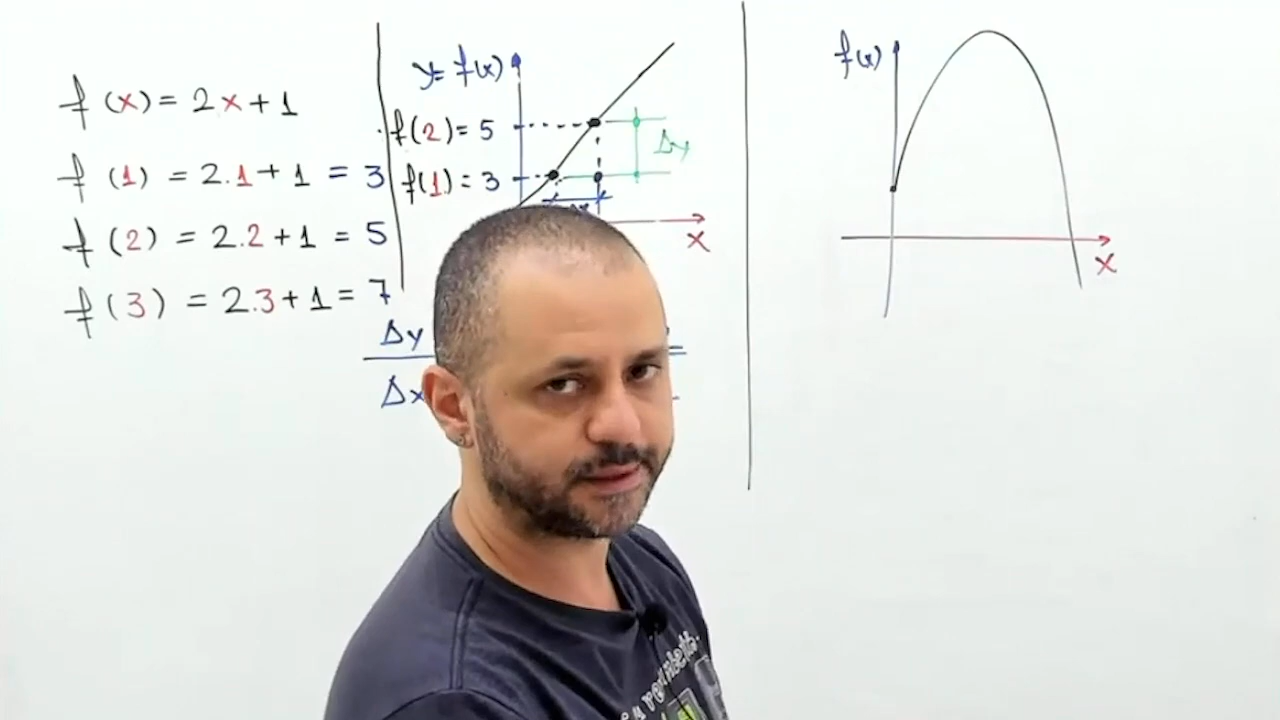 f(x) = 2x + 1
f(1) = 2.1 + 1 = 3
f(2) = 2.2 + 1 = 5
f(3) = 2.3 + 1 = 7
y = f(x)
f(2) = 5
f(1) = 3
Δy
x
Δy
Δx
=
f(x)
x